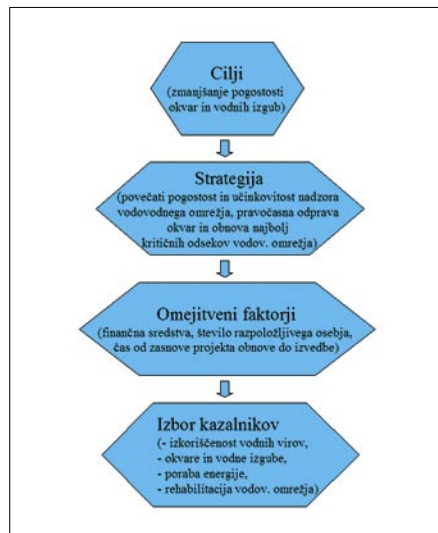 Cilji
(zmanjšanje pogostosti
okvar in vodnih izgub)
Strategija
(povečati pogostost in učinkovitost nadzora
vodovodnega omrežja, pravočasna odprava
okvar in obnova najbolj
kritičnih odsekov vodov. omrežja)
Omejitveni faktorji
(finančna sredstva, število razpoložljivega osebja,
čas od zasnove projekta obnove do izvedbe)
Izbor kazalnikov
(- izkoriščenost vodnih virov,
- okvare in vodne izgube,
- poraba energije,
- rehabilitacija vodov. omrežja)